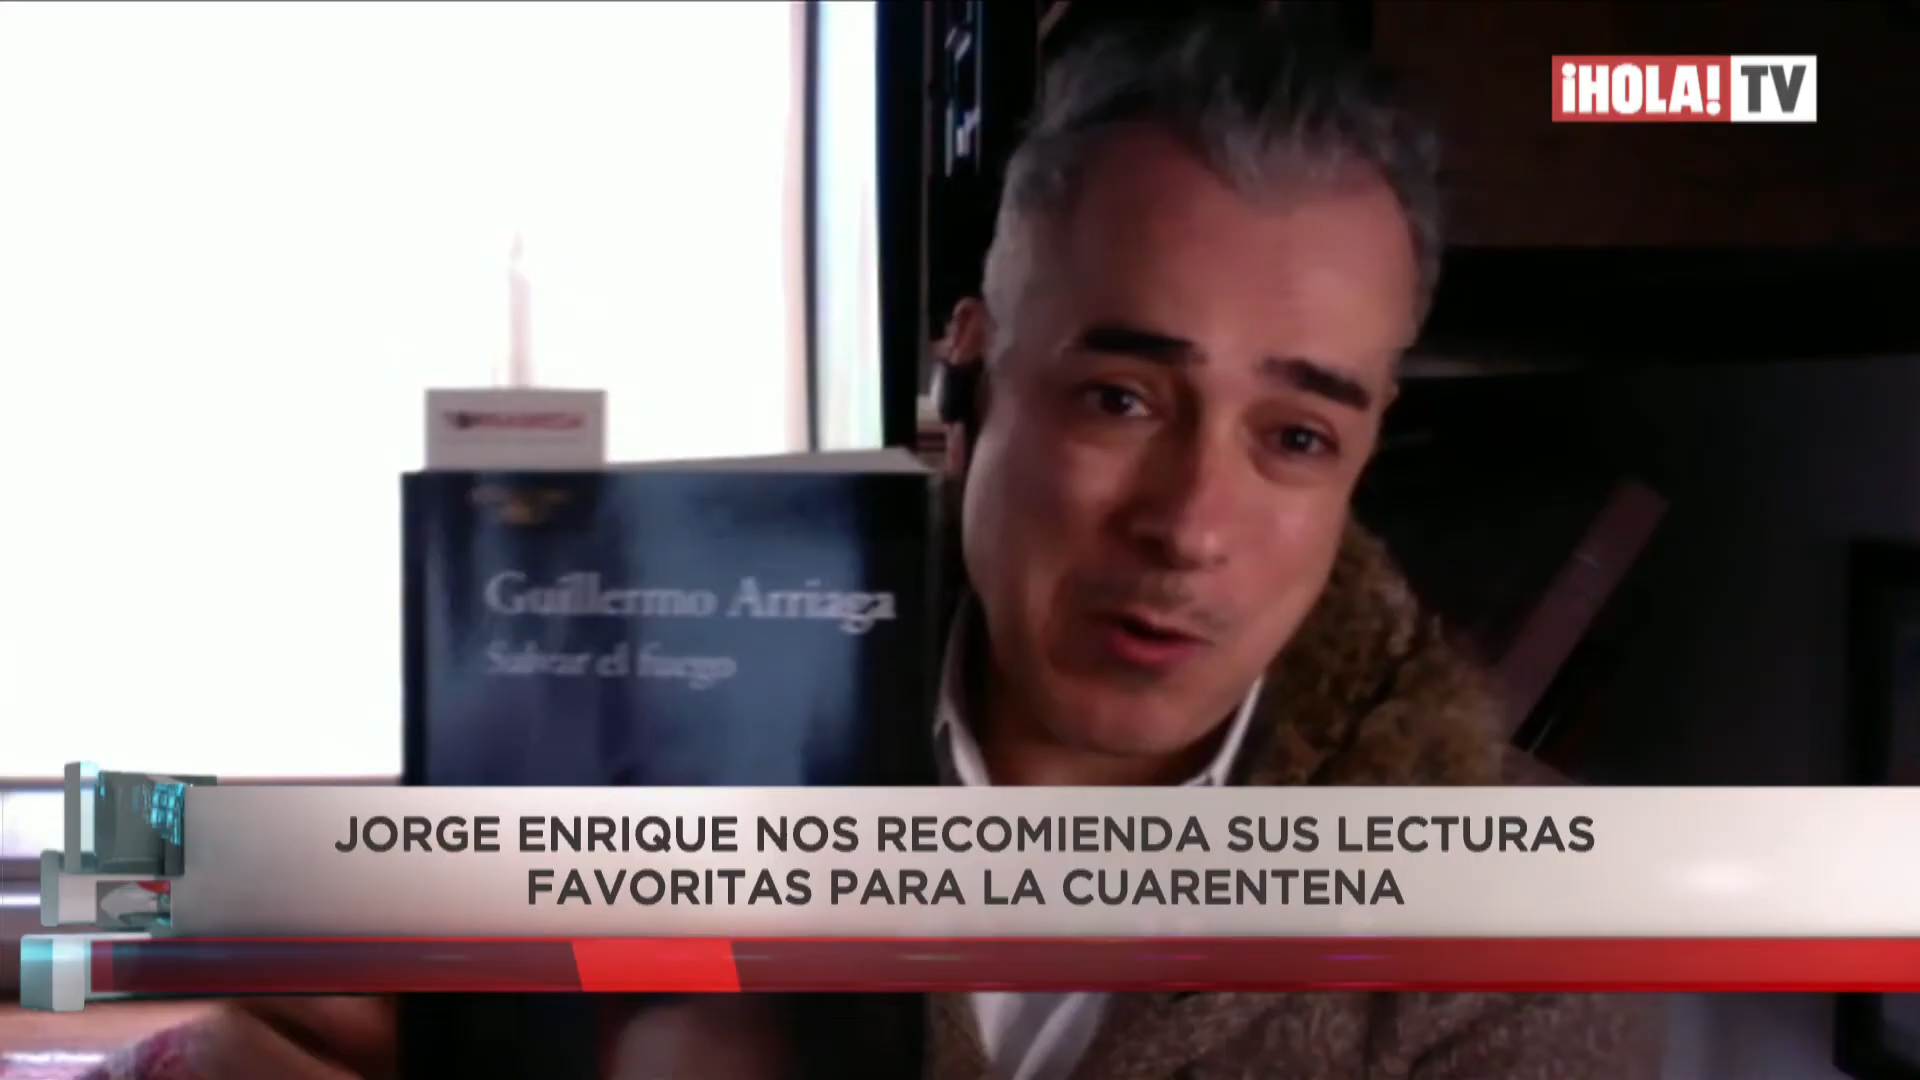 ¡HOLA! TV
Guillermo Arriaga
Salvar el fuego
JORGE ENRIQUE NOS RECOMIENDA SUS LECTURAS
FAVORITAS PARA LA CUARENTENA